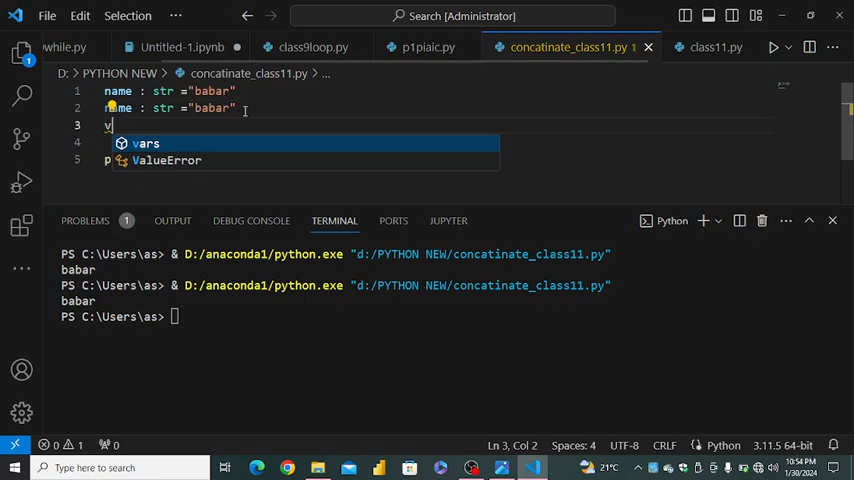 File Edit Selection ... Search [Administrator]
while.py Untitled-1.ipynb class9loop.py p1piaic.py concatinate_class11.py 1 class11.py
D: > PYTHON NEW > concatinate_class11.py > ...
1 name : str ="babar"
2 name : str ="babar"
3 v
vars
4
ValueError
5 p
PROBLEMS 1 OUTPUT DEBUG CONSOLE TERMINAL PORTS JUPYTER Python
PS C:\Users\as> & D:/anaconda1/python.exe "d:/PYTHON NEW/concatinate_class11.py"
babar
PS C:\Users\as> & D:/anaconda1/python.exe "d:/PYTHON NEW/concatinate_class11.py"
babar
PS C:\Users\as>
0 1 0 Ln 3, Col 2 Spaces: 4 UTF-8 CRLF Python 3.11.5 64-bit
Type here to search 21°C 10:54 PM
1/30/2024